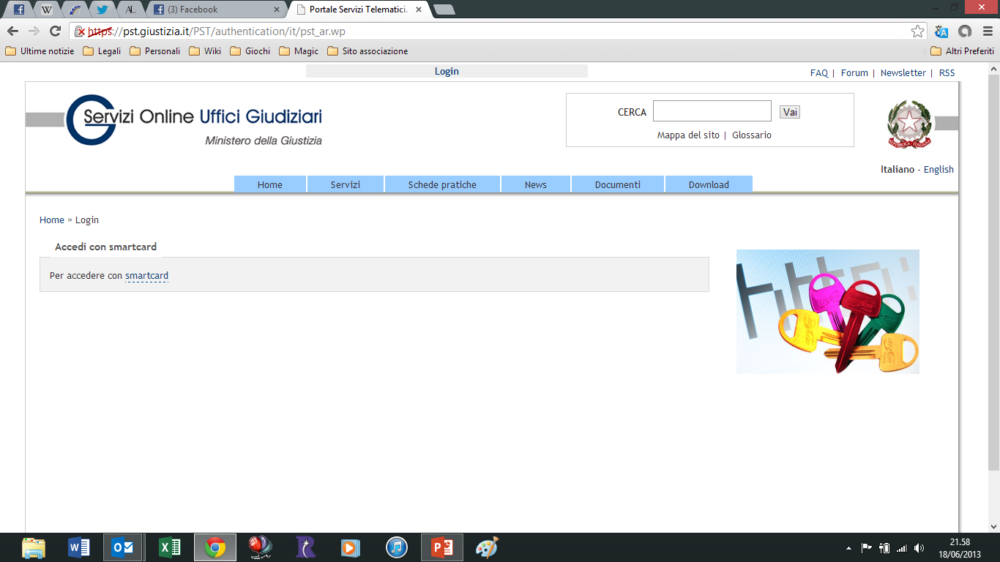 (3) Facebook
Portale Servizi Telematici.
https://pst.giustizia.it/PST/authentication/it/pst_ar.wp
Ultime notizie Legali Personali Wiki Giochi Magic Sito associazione Altri Preferiti
Login
FAQ | Forum | Newsletter | RSS
Servizi Online Uffici Giudiziari
Ministero della Giustizia
CERCA Vai
Mappa del sito | Glossario
Italiano - English
Home Servizi Schede pratiche News Documenti Download
Home » Login
Accedi con smartcard
Per accedere con smartcard
21.58
18/06/2013